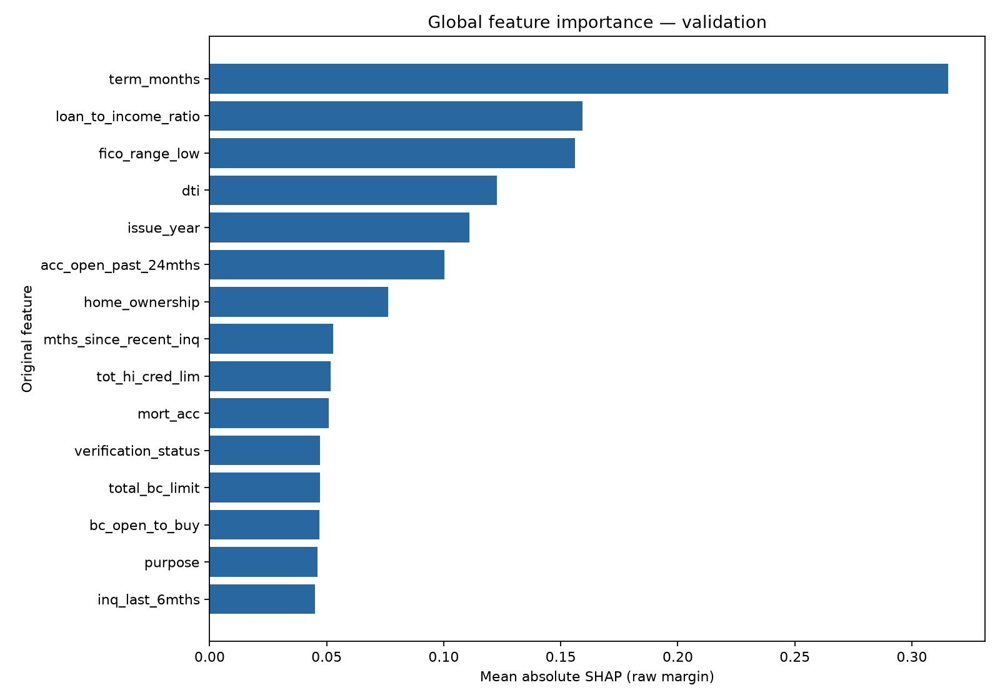 Global feature importance — validation
term_months
loan_to_income_ratio
fico_range_low
dti
issue_year
acc_open_past_24mths
home_ownership
mths_since_recent_inq
tot_hi_cred_lim
mort_acc
verification_status
total_bc_limit
bc_open_to_buy
purpose
inq_last_6mths
Original feature
0.00 0.05 0.10 0.15 0.20 0.25 0.30
Mean absolute SHAP (raw margin)